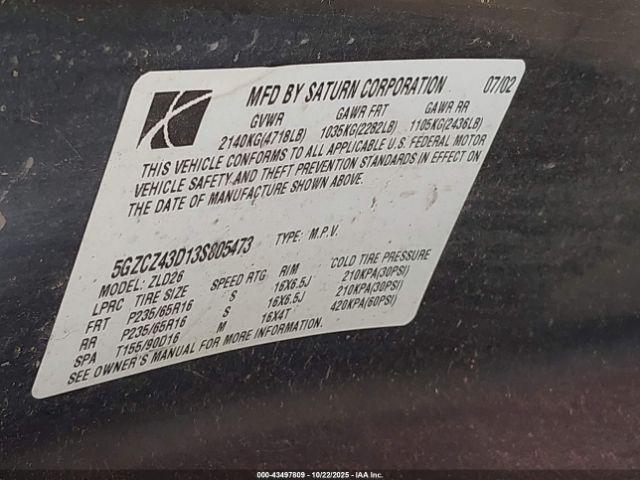 MFD BY SATURN CORPORATION 07/02
GVWR GAWR FRT GAWR RR
2140KG(4718LB) 1035KG(2282LB) 1105KG(2436LB)
THIS VEHICLE CONFORMS TO ALL APPLICABLE U.S. FEDERAL MOTOR
VEHICLE SAFETY AND THEFT PREVENTION STANDARDS IN EFFECT ON
THE DATE OF MANUFACTURE SHOWN ABOVE.
5GZCZ43D13S805473 TYPE: M.P.V.
MODEL: ZLD26
LPRC TIRE SIZE SPEED RTG RIM COLD TIRE PRESSURE
FRT P235/65R16 S 16X6.5J 210KPA(30PSI)
RR P235/65R16 S 16X6.5J 210KPA(30PSI)
SPA T155/90D16 M 16X4T 420KPA(60PSI)
SEE OWNER'S MANUAL FOR MORE INFORMATION.
000-43497809 - 10/22/2025 - IAA Inc.